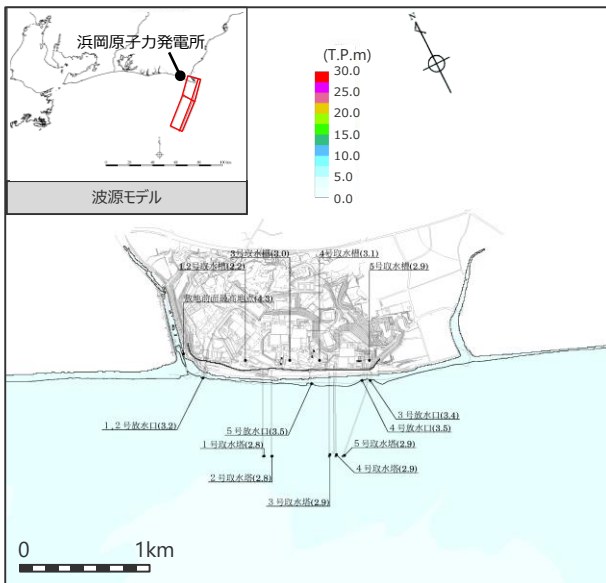 浜岡原子力発電所
波源モデル
(T.P.m)
30.0
25.0
20.0
15.0
10.0
5.0
0.0
3号取水槽(3.0)
4号取水槽(3.1)
1,2号取水槽(2.2)
5号取水槽(2.9)
敷地前面最高地点(4.3)
1,2号放水口(3.2)
5号放水口(3.5)
3号放水口(3.4)
4号放水口(3.5)
1号取水塔(2.8)
5号取水塔(2.9)
2号取水塔(2.8)
4号取水塔(2.9)
3号取水塔(2.9)
0 1km